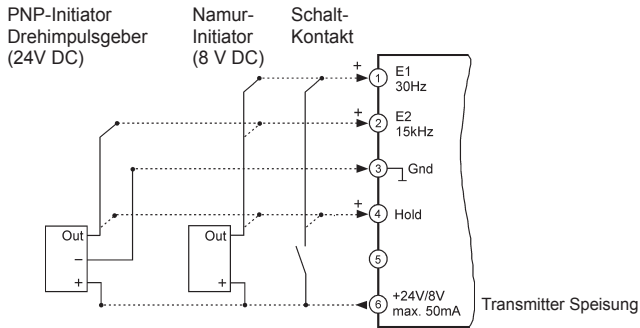 PNP-Initiator
Drehimpulsgeber
(24V DC)
Namur-
Initiator
(8 V DC)
Schalt-
Kontakt
+
1
E1
30Hz
+
2
E2
15kHz
3
Gnd
+
4
Hold
5
6
+24V/8V
max. 50mA
Transmitter Speisung
Out
–
+
Out
+